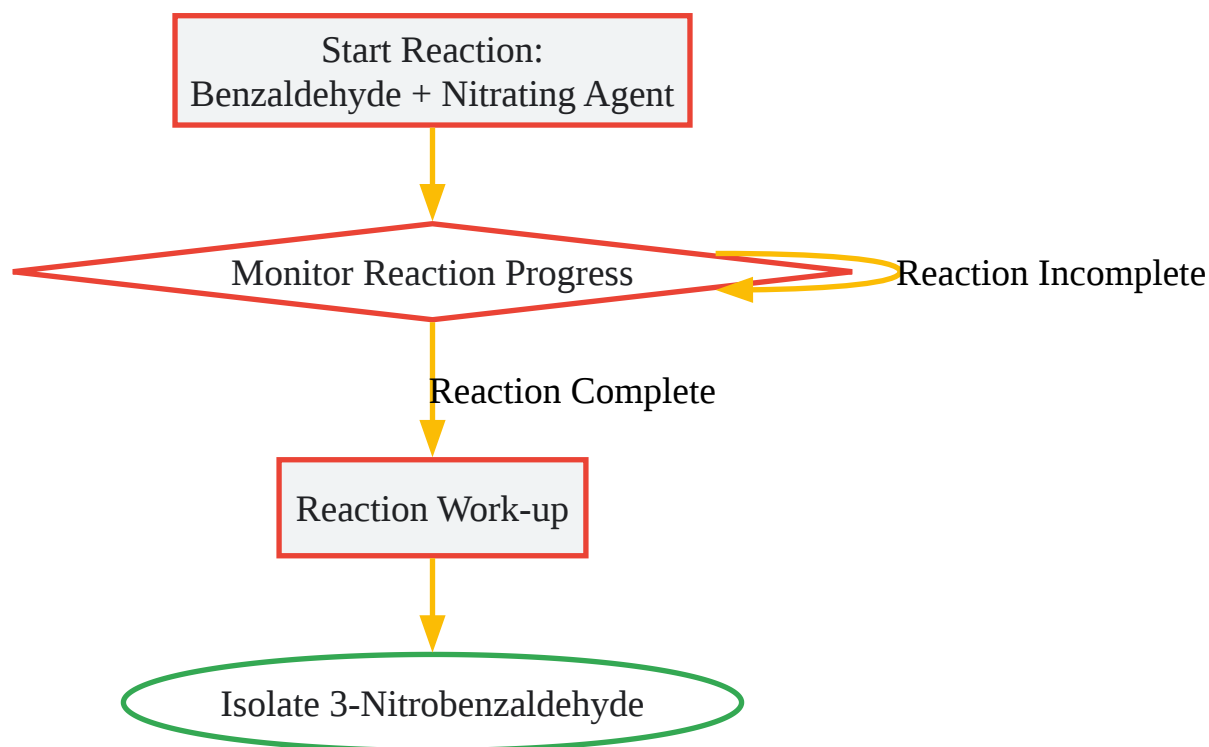 Start Reaction:
Benzaldehyde + Nitrating Agent
Monitor Reaction Progress
Reaction Incomplete
Reaction Complete
Reaction Work-up
Isolate 3-Nitrobenzaldehyde